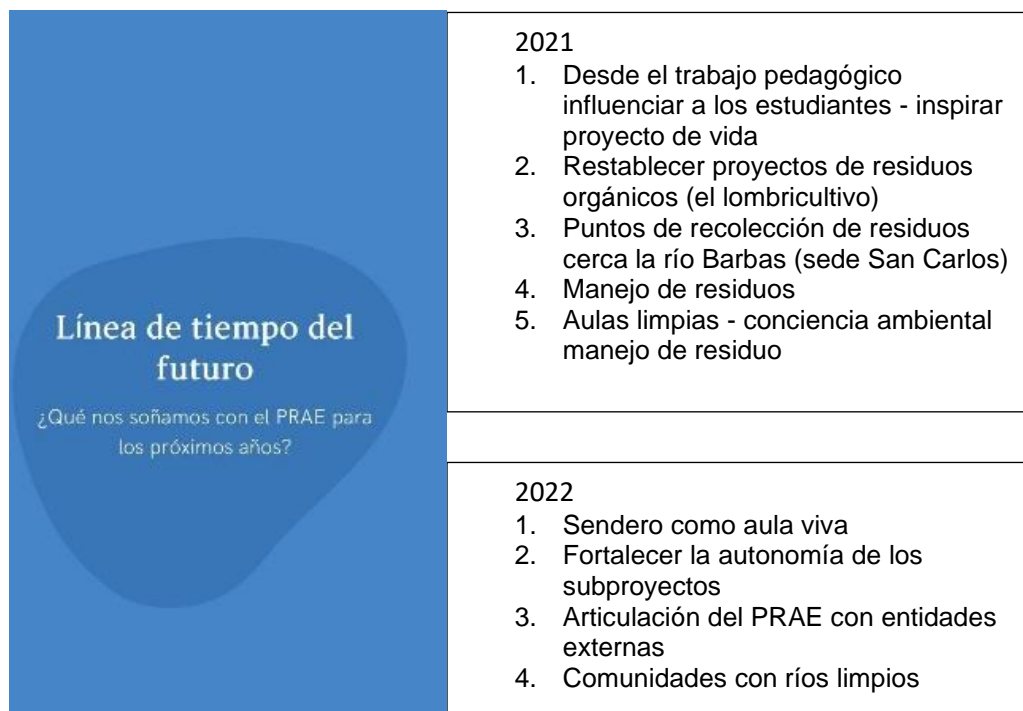 Línea de tiempo del
futuro
¿Qué nos soñamos con el PRAE para
los próximos años?
2021
1. Desde el trabajo pedagógico
influenciar a los estudiantes - inspirar
proyecto de vida
2. Restablecer proyectos de residuos
orgánicos (el lombricultivo)
3. Puntos de recolección de residuos
cerca la río Barbas (sede San Carlos)
4. Manejo de residuos
5. Aulas limpias - conciencia ambiental
manejo de residuo
2022
1. Sendero como aula viva
2. Fortalecer la autonomía de los
subproyectos
3. Articulación del PRAE con entidades
externas
4. Comunidades con ríos limpios